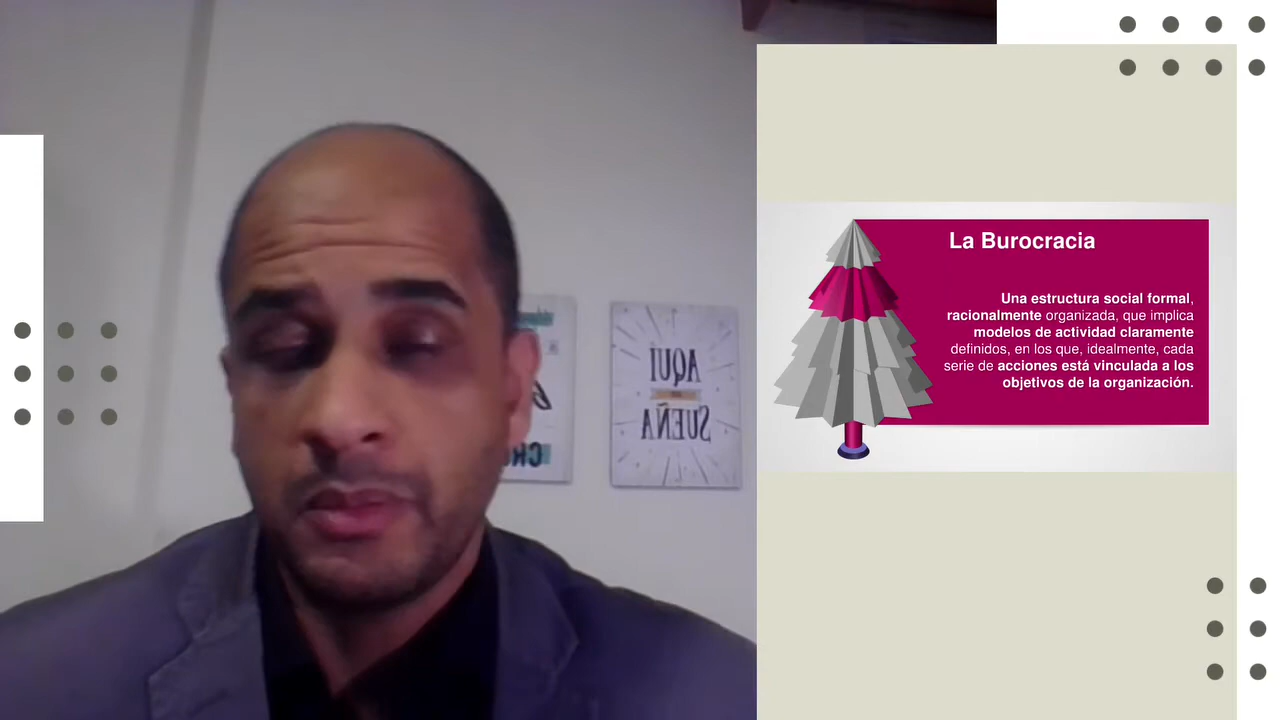 AQUI
SUEÑA
La Burocracia
Una estructura social formal,
racionalmente organizada, que implica
modelos de actividad claramente
definidos, en los que, idealmente, cada
serie de acciones está vinculada a los
objetivos de la organización.